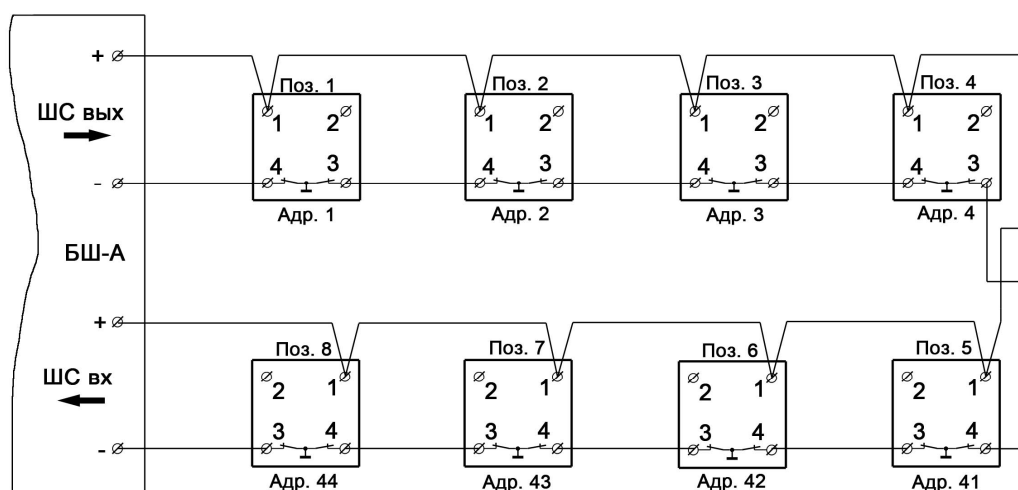 +
ШС вых
-
БШ-А
+
ШС вх
-
Поз. 1
1 2
4 3
Адр. 1
Поз. 2
1 2
4 3
Адр. 2
Поз. 3
1 2
4 3
Адр. 3
Поз. 4
1 2
4 3
Адр. 4
Поз. 8
2 1
3 4
Адр. 44
Поз. 7
2 1
3 4
Адр. 43
Поз. 6
2 1
3 4
Адр. 42
Поз. 5
2 1
3 4
Адр. 41